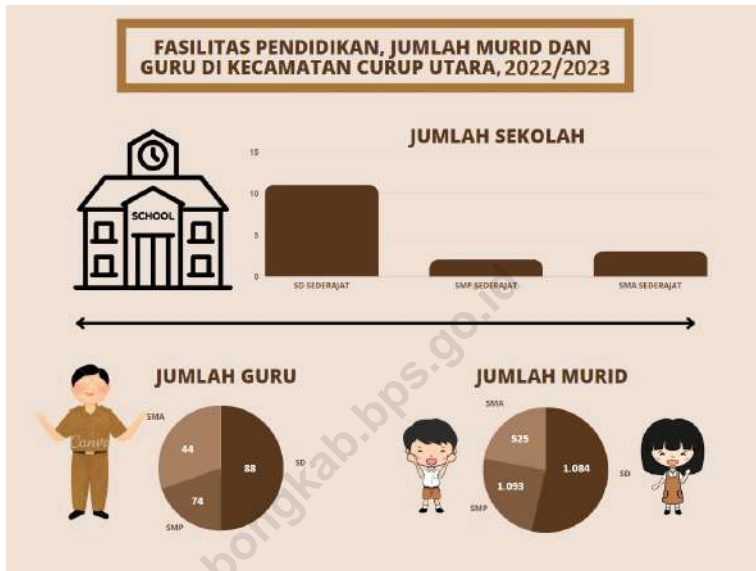 FASILITAS PENDIDIKAN, JUMLAH MURID DAN
GURU DI KECAMATAN CURUP UTARA, 2022/2023
JUMLAH SEKOLAH
15
10
5
0
SCHOOL
SD SEDERAJAT
SMP SEDERAJAT
SMA SEDERAJAT
JUMLAH GURU
SMA
44
88
SD
74
SMP
Canva
JUMLAH MURID
SMA
525
1.084
SD
1.093
SMP
bongkab.bps.go.id